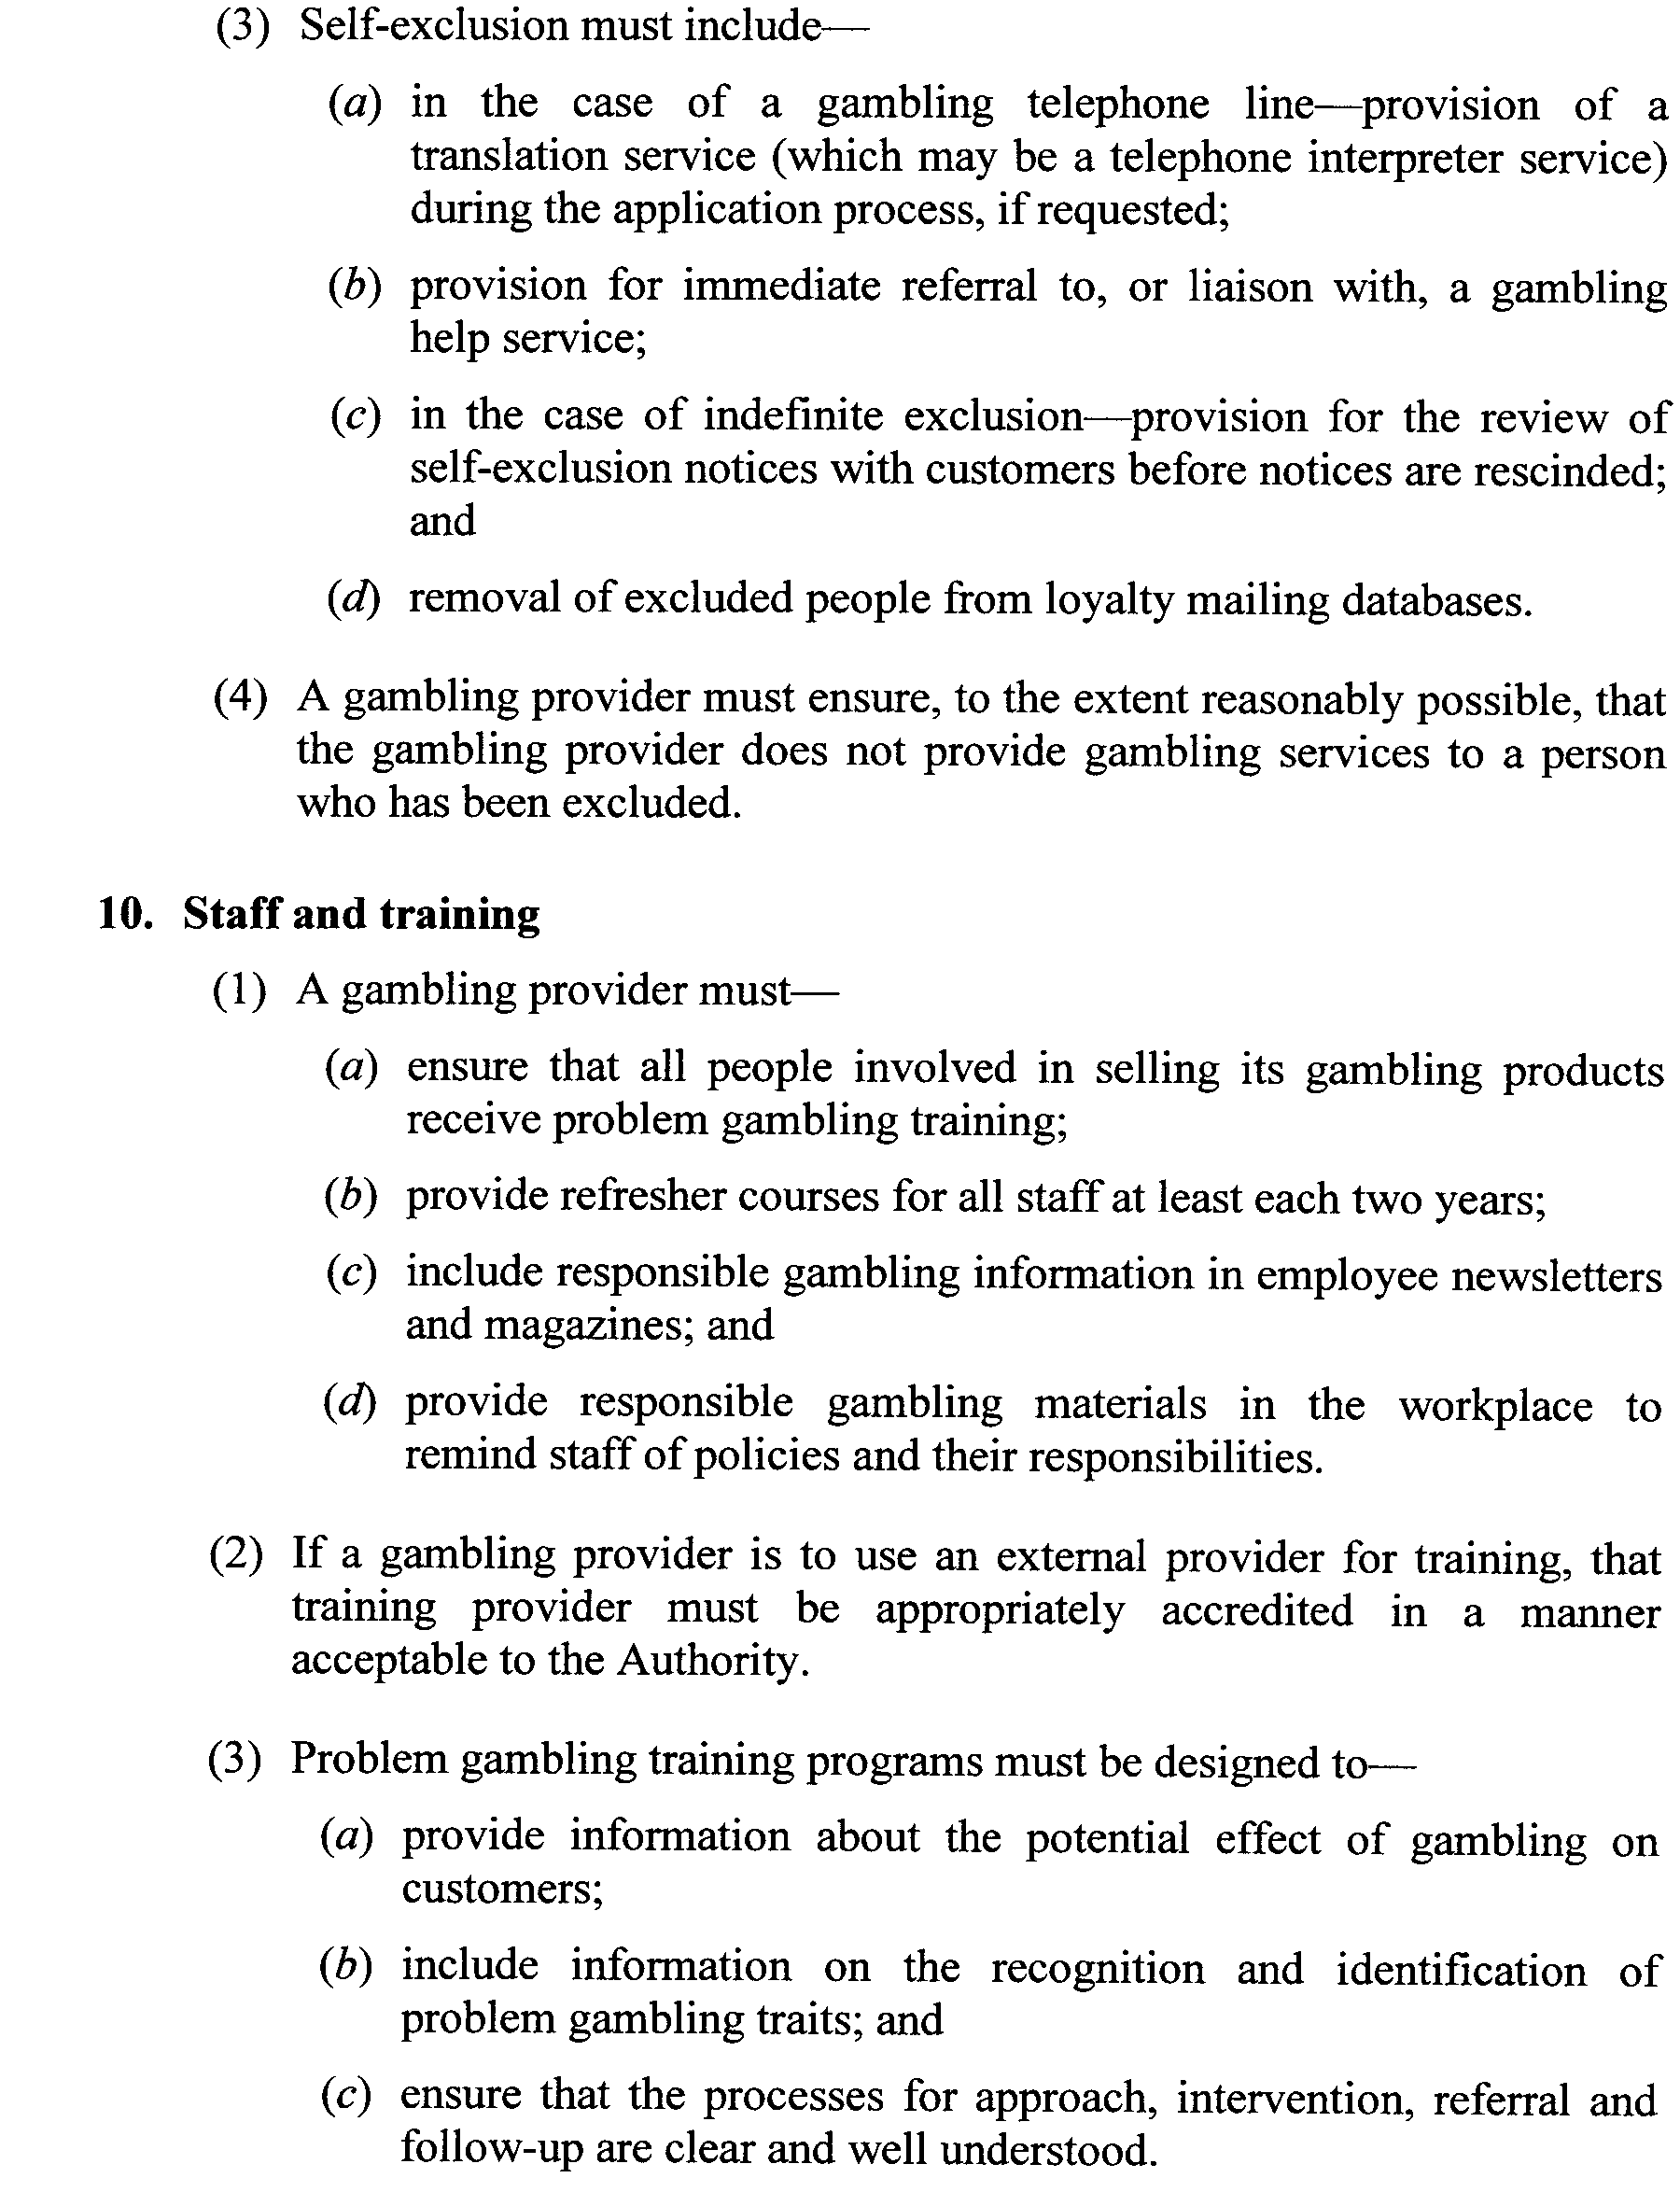 (3) Self-exclusion must include—
(a) in the case of a gambling telephone line—provision of a
translation service (which may be a telephone interpreter service)
during the application process, if requested;
(b) provision for immediate referral to, or liaison with, a gambling
help service;
(c) in the case of indefinite exclusion—provision for the review of
self-exclusion notices with customers before notices are rescinded;
and
(d) removal of excluded people from loyalty mailing databases.
(4) A gambling provider must ensure, to the extent reasonably possible, that
the gambling provider does not provide gambling services to a person
who has been excluded.
10. Staff and training
(1) A gambling provider must—
(a) ensure that all people involved in selling its gambling products
receive problem gambling training;
(b) provide refresher courses for all staff at least each two years;
(c) include responsible gambling information in employee newsletters
and magazines; and
(d) provide responsible gambling materials in the workplace to
remind staff of policies and their responsibilities.
(2) If a gambling provider is to use an external provider for training, that
training provider must be appropriately accredited in a manner
acceptable to the Authority.
(3) Problem gambling training programs must be designed to—
(a) provide information about the potential effect of gambling on
customers;
(b) include information on the recognition and identification of
problem gambling traits; and
(c) ensure that the processes for approach, intervention, referral and
follow-up are clear and well understood.